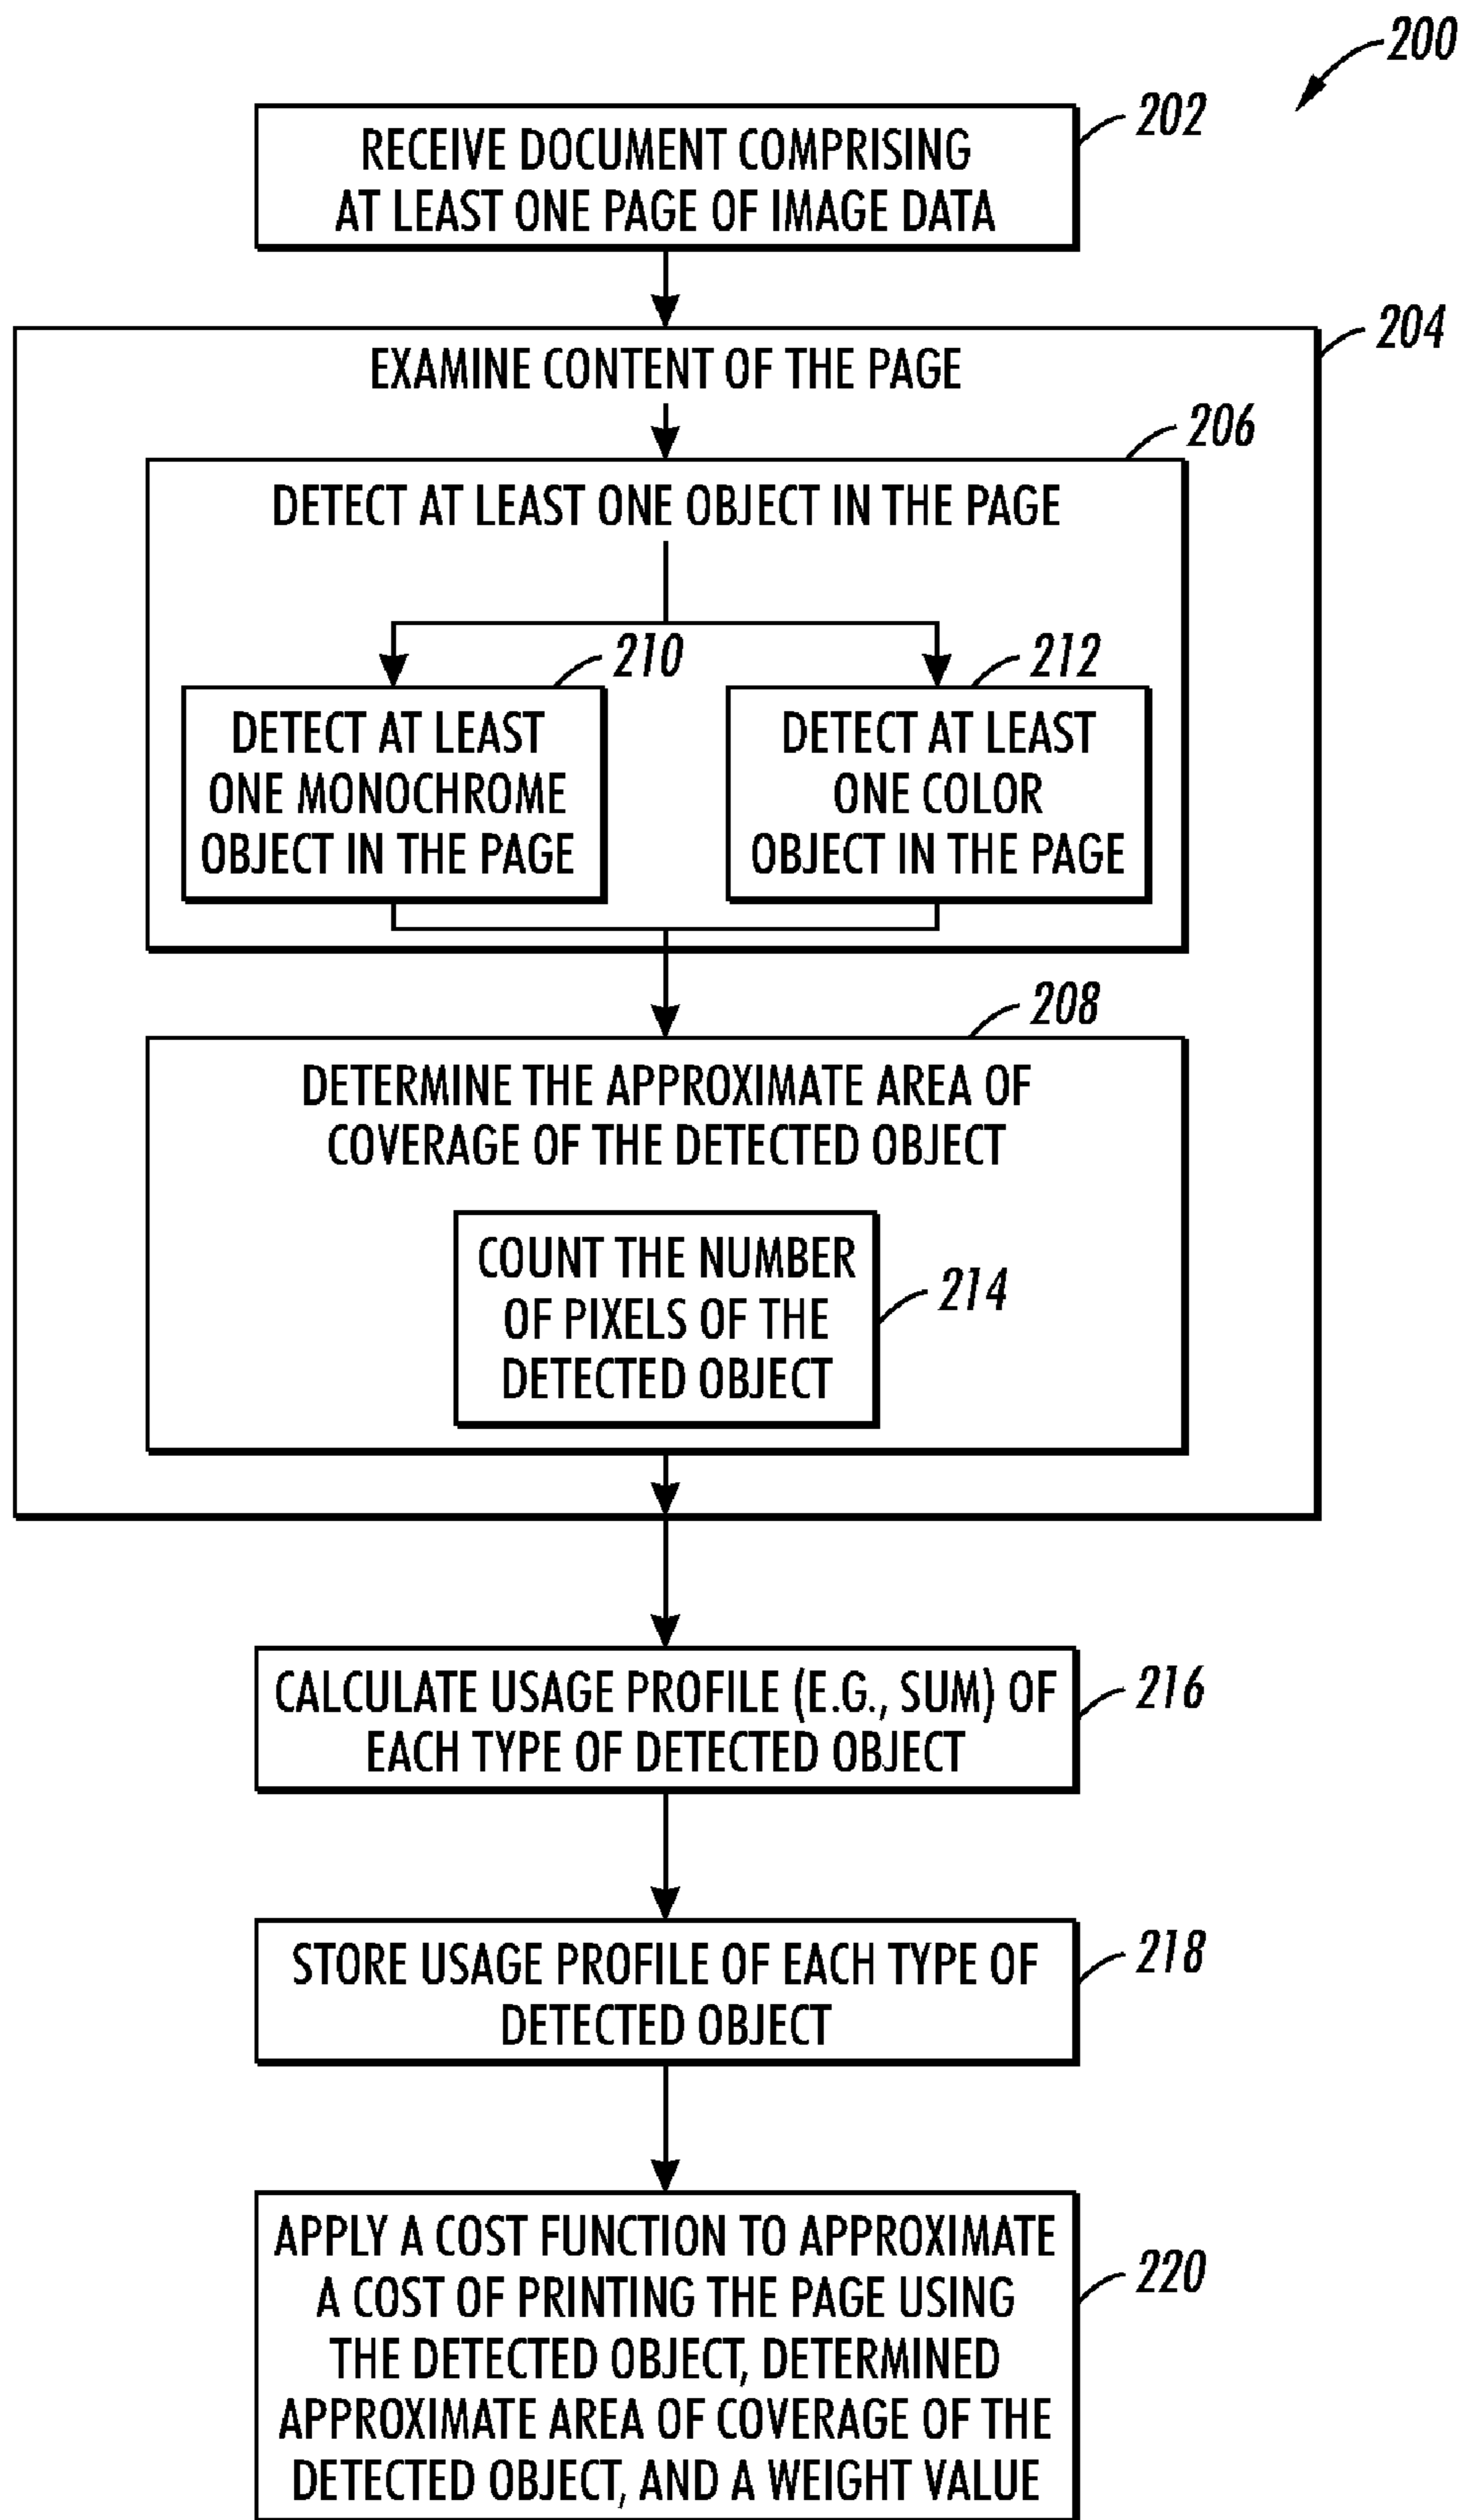 200
202
RECEIVE DOCUMENT COMPRISING
AT LEAST ONE PAGE OF IMAGE DATA
204
EXAMINE CONTENT OF THE PAGE
206
DETECT AT LEAST ONE OBJECT IN THE PAGE
210
DETECT AT LEAST
ONE MONOCHROME
OBJECT IN THE PAGE
212
DETECT AT LEAST
ONE COLOR
OBJECT IN THE PAGE
208
DETERMINE THE APPROXIMATE AREA OF
COVERAGE OF THE DETECTED OBJECT
COUNT THE NUMBER
OF PIXELS OF THE
DETECTED OBJECT
214
CALCULATE USAGE PROFILE (E.G., SUM) OF
EACH TYPE OF DETECTED OBJECT
216
STORE USAGE PROFILE OF EACH TYPE OF
DETECTED OBJECT
218
APPLY A COST FUNCTION TO APPROXIMATE
A COST OF PRINTING THE PAGE USING
THE DETECTED OBJECT, DETERMINED
APPROXIMATE AREA OF COVERAGE OF THE
DETECTED OBJECT, AND A WEIGHT VALUE
220